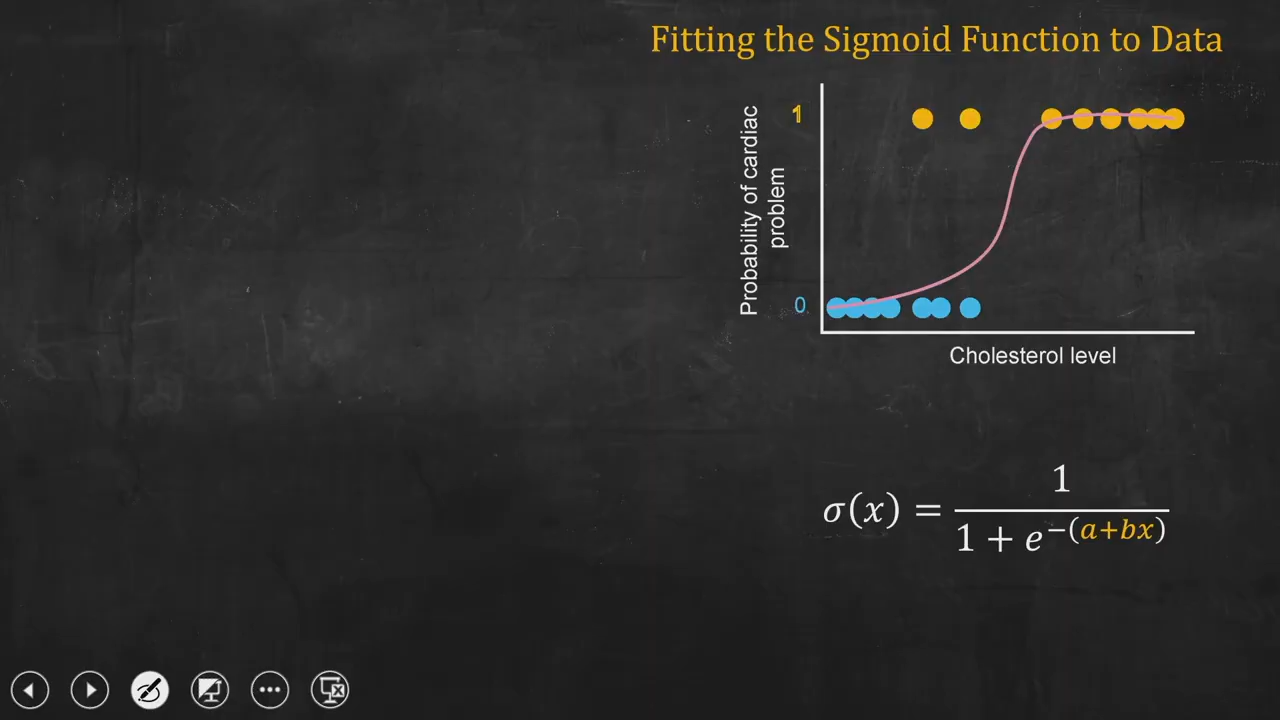 Fitting the Sigmoid Function to Data
Probability of cardiac
problem
1
0
Cholesterol level
σ(x) = 1 / (1 + e^−(a+bx))